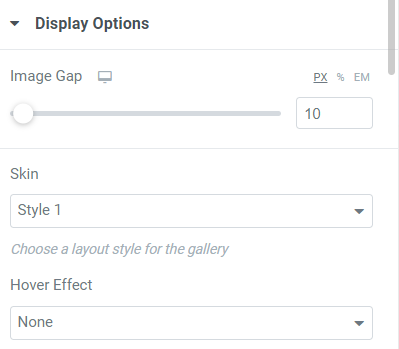 Display Options
Image Gap PX % EM
10
Skin
Style 1
Choose a layout style for the gallery
Hover Effect
None